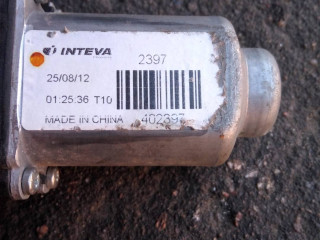 INTEVA 2397
25/08/12
01:25:36 T10
MADE IN CHINA 402397